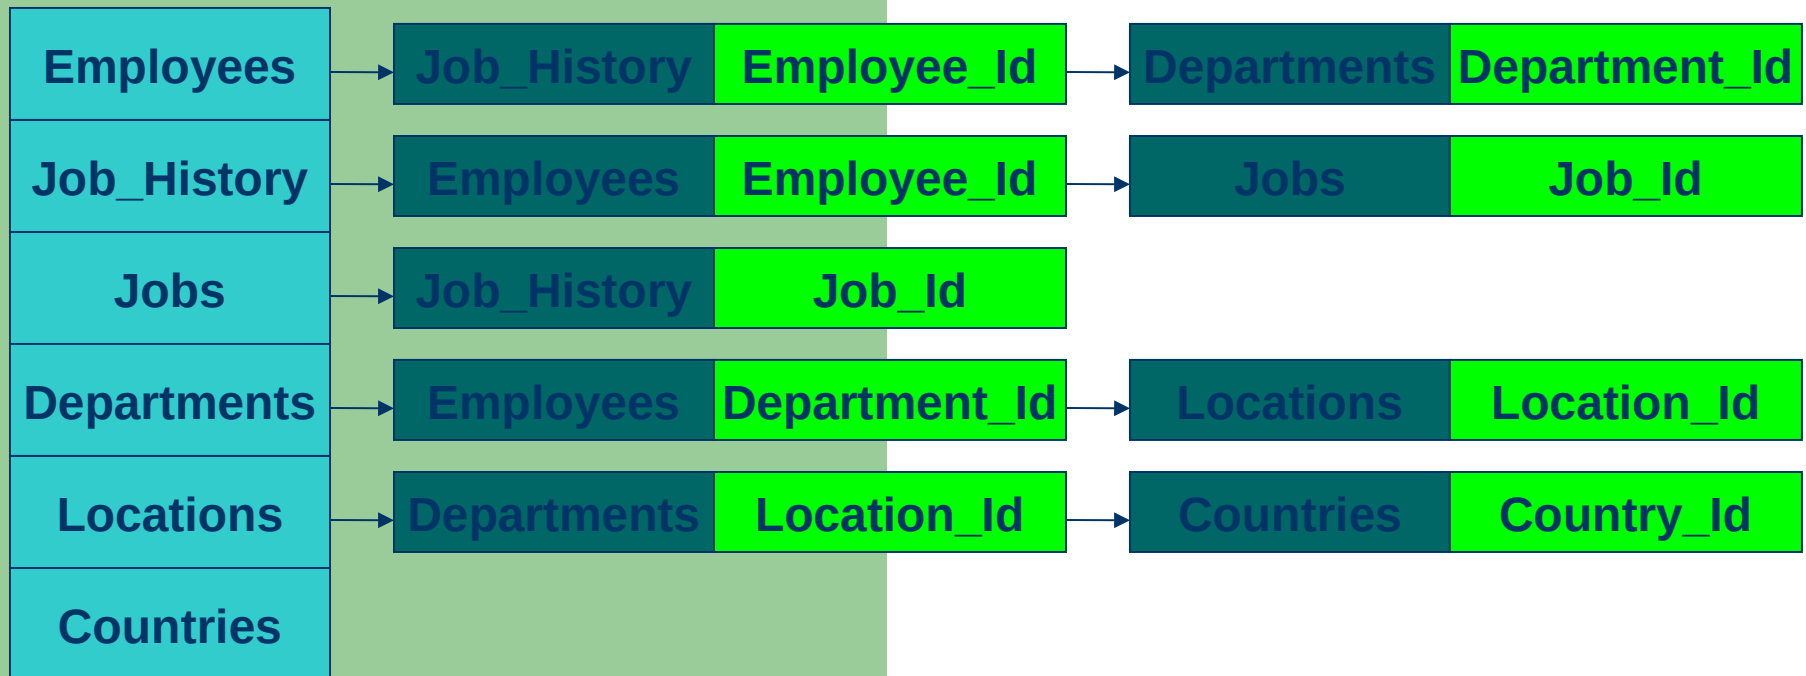 Employees Job_History Employee_Id Departments Department_Id
Job_History Employees Employee_Id Jobs Job_Id
Jobs Job_History Job_Id
Departments Employees Department_Id Locations Location_Id
Locations Departments Location_Id Countries Country_Id
Countries